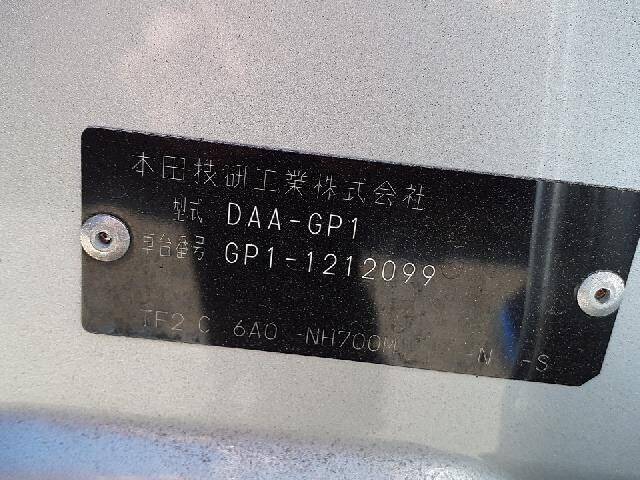 本田技研工業株式会社
型式 DAA-GP1
車台番号 GP1-1212099
TF2 C 6A0 -NH700M -N -S